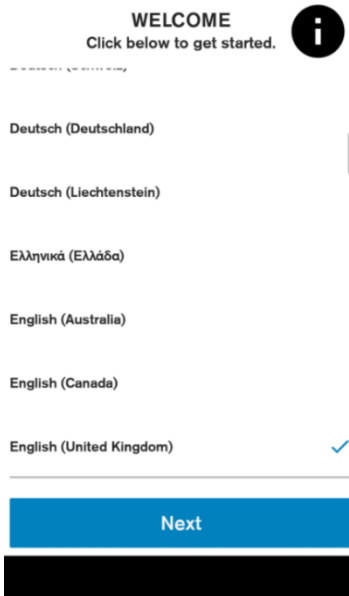 WELCOME
Click below to get started.
Deutsch (Deutschland)
Deutsch (Liechtenstein)
Ελληνικά (Ελλάδα)
English (Australia)
English (Canada)
English (United Kingdom)
Next